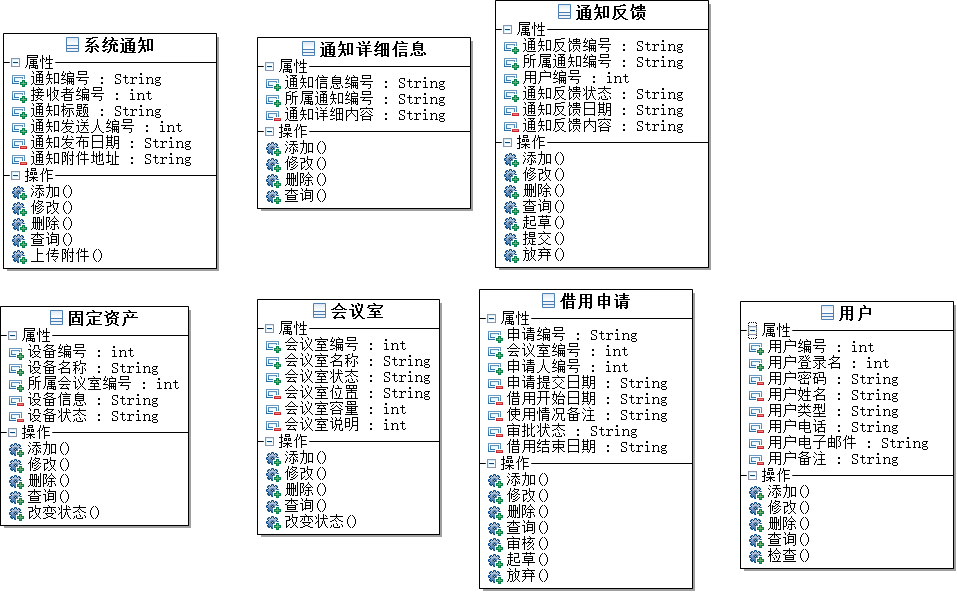 系统通知
属性
通知编号 : String
接收者编号 : int
通知标题 : String
通知发送人编号 : int
通知发布日期 : String
通知附件地址 : String
操作
添加()
修改()
删除()
查询()
上传附件()
通知详细信息
属性
通知信息编号 : String
所属通知编号 : String
通知详细内容 : String
操作
添加()
修改()
删除()
查询()
通知反馈
属性
通知反馈编号 : String
所属通知编号 : String
用户编号 : int
通知反馈状态 : String
通知反馈日期 : String
通知反馈内容 : String
操作
添加()
修改()
删除()
查询()
起草()
提交()
放弃()
固定资产
属性
设备编号 : int
设备名称 : String
所属会议室编号 : int
设备信息 : String
设备状态 : String
操作
添加()
修改()
删除()
查询()
改变状态()
会议室
属性
会议室编号 : int
会议室名称 : String
会议室状态 : String
会议室位置 : String
会议室容量 : int
会议室说明 : int
操作
添加()
修改()
删除()
查询()
改变状态()
借用申请
属性
申请编号 : String
会议室编号 : int
申请人编号 : int
申请提交日期 : String
借用开始日期 : String
使用情况备注 : String
审批状态 : String
借用结束日期 : String
操作
添加()
修改()
删除()
查询()
审核()
起草()
放弃()
用户
属性
用户编号 : int
用户登录名 : int
用户密码 : String
用户姓名 : String
用户类型 : String
用户电话 : String
用户电子邮件 : String
用户备注 : String
操作
添加()
修改()
删除()
查询()
检查()